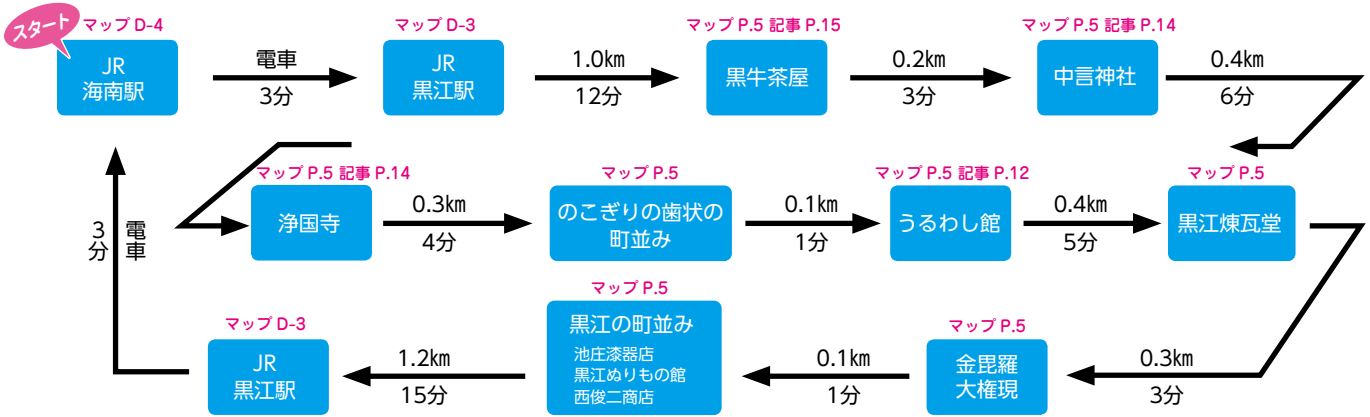 スタート
マップ D-4
JR
海南駅
電車
3分
マップ D-3
JR
黒江駅
1.0km
12分
マップ P.5 記事 P.15
黒牛茶屋
0.2km
3分
マップ P.5 記事 P.14
中言神社
0.4km
6分
マップ P.5 記事 P.14
浄国寺
0.3km
4分
マップ P.5
のこぎりの歯状の
町並み
0.1km
1分
マップ P.5 記事 P.12
うるわし館
0.4km
5分
マップ P.5
黒江煉瓦堂
0.3km
3分
マップ P.5
金毘羅
大権現
0.1km
1分
マップ P.5
黒江の町並み
池庄漆器店
黒江ぬりもの館
西俊二商店
1.2km
15分
マップ D-3
JR
黒江駅
電車
3分